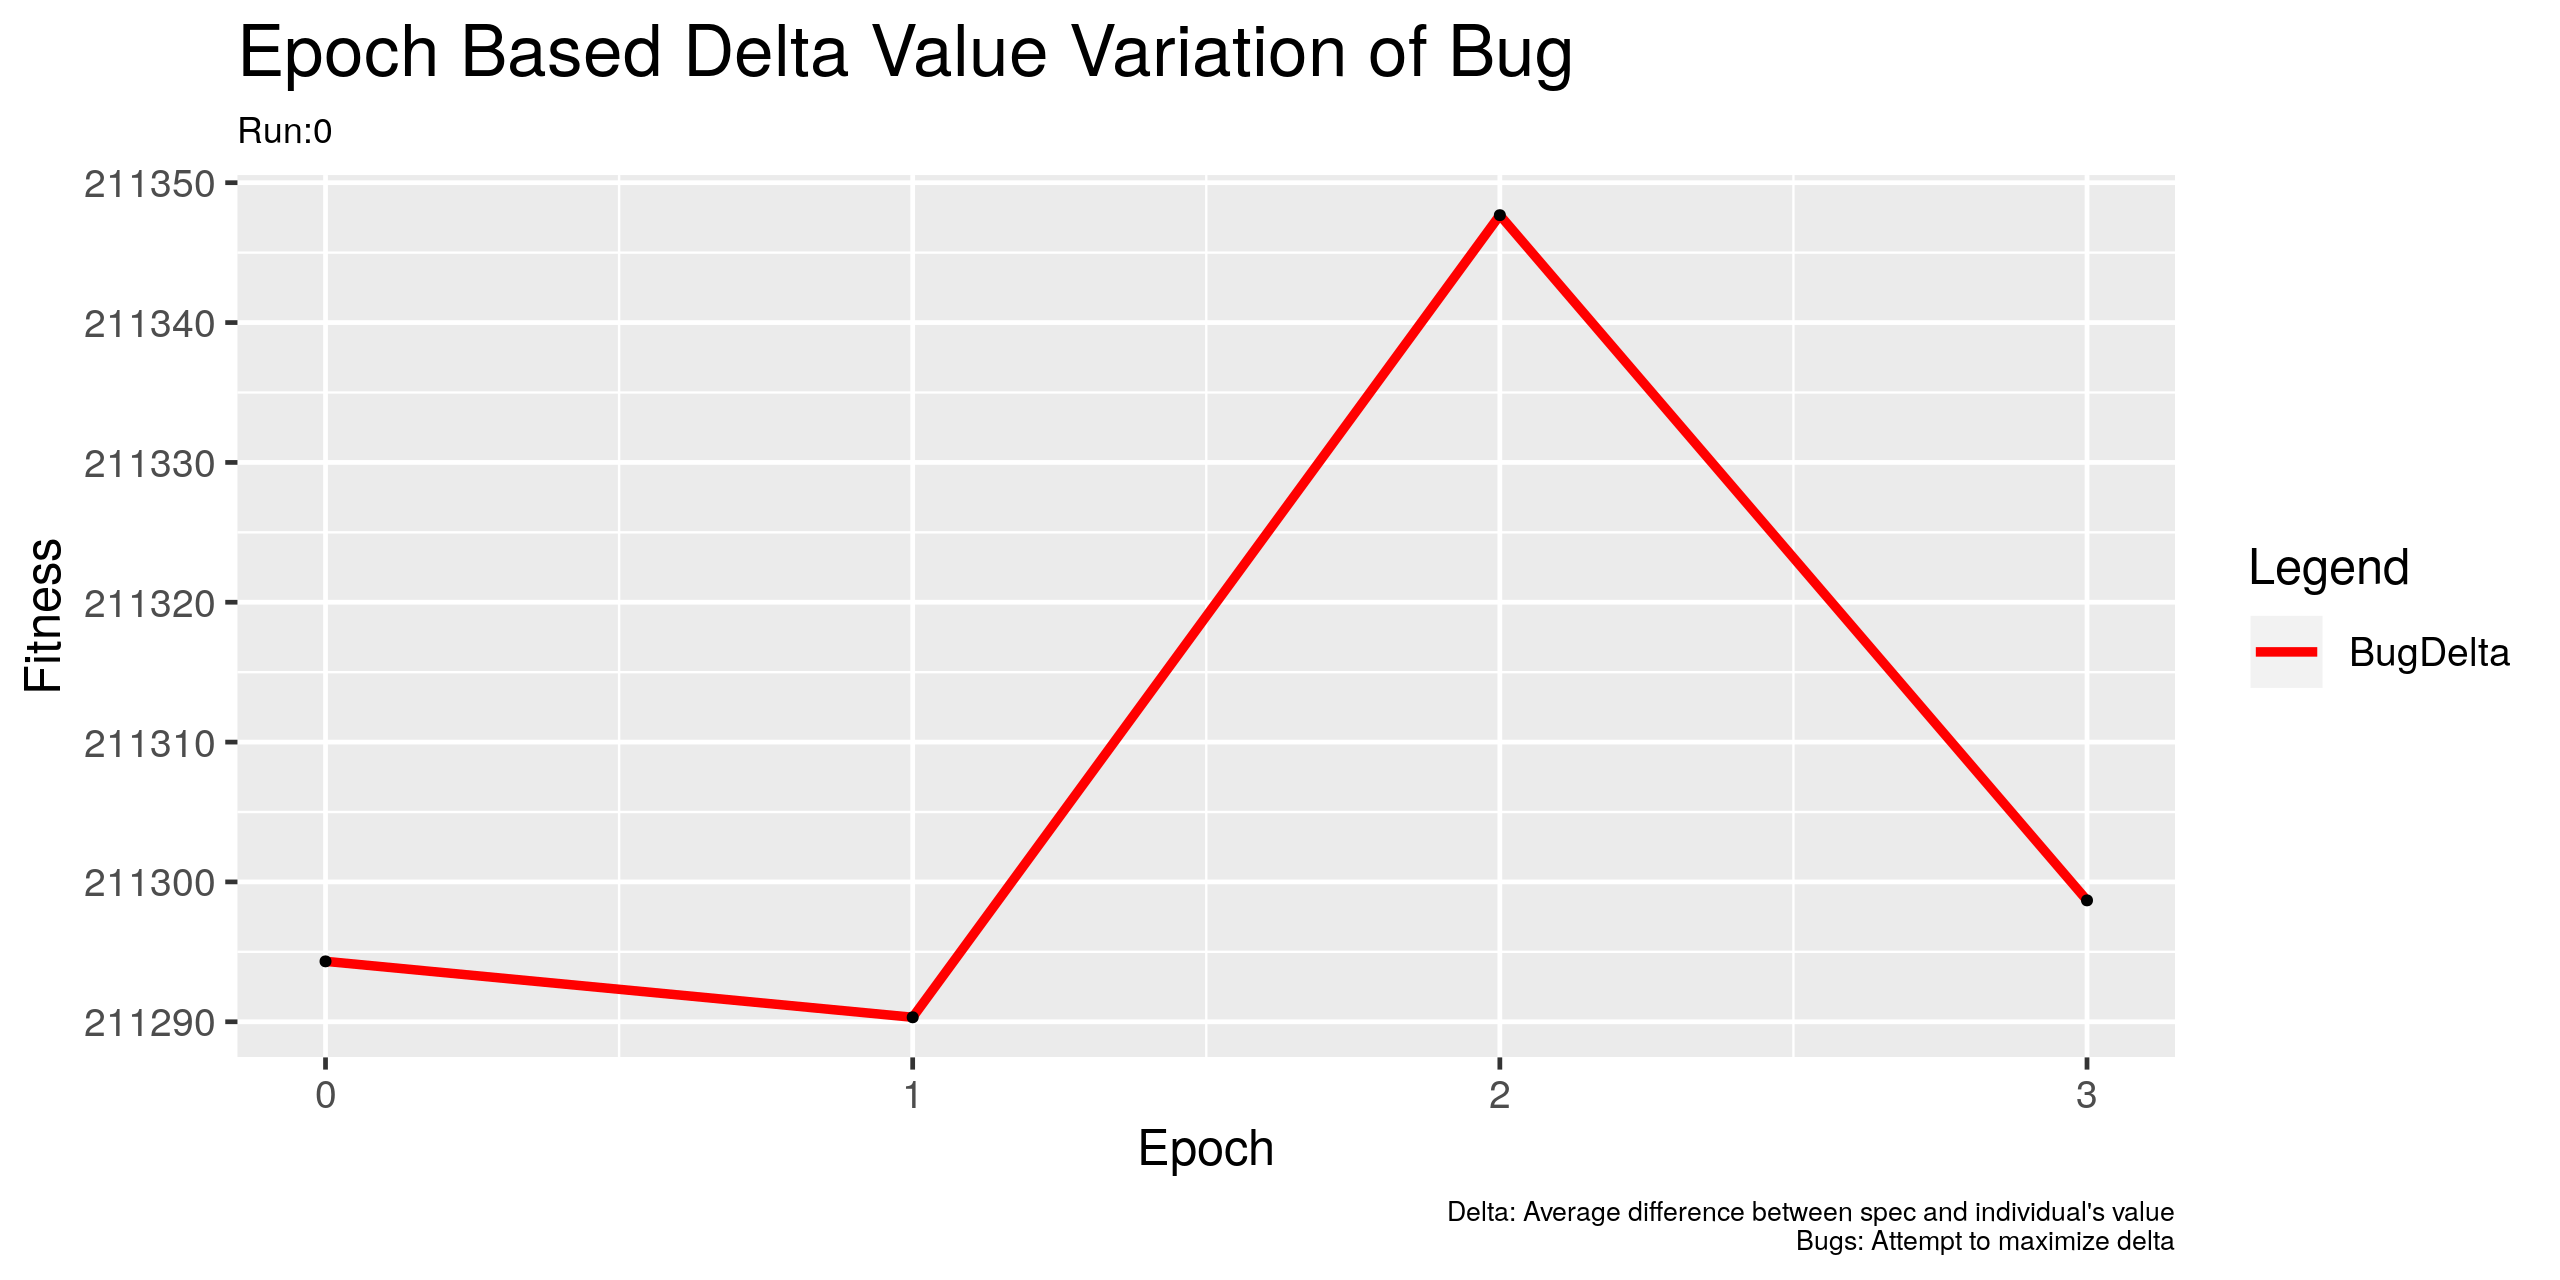 Epoch Based Delta Value Variation of Bug
Run:0
211350
211340
211330
211320
211310
211300
211290
Fitness
0 1 2 3
Epoch
Legend
BugDelta
Delta: Average difference between spec and individual's value
Bugs: Attempt to maximize delta